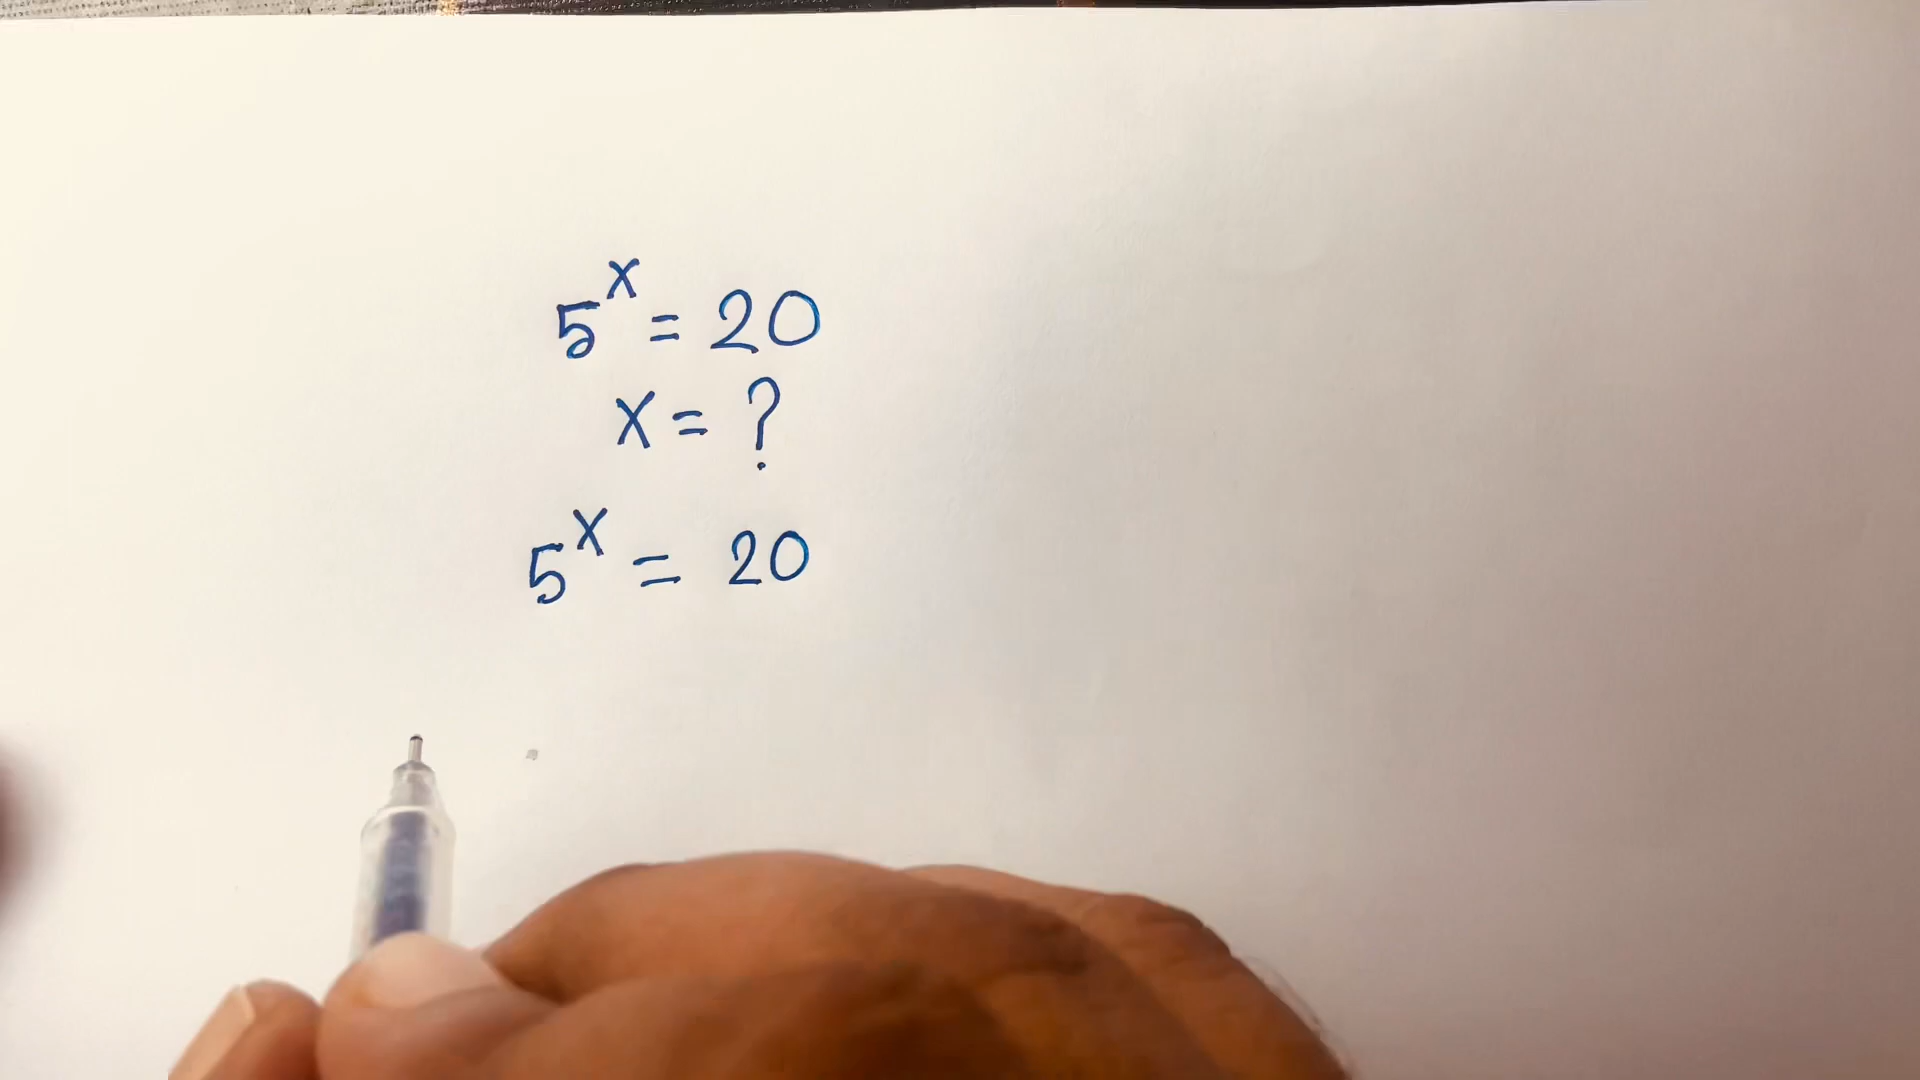 5^x = 20
x = ?
5^x = 20